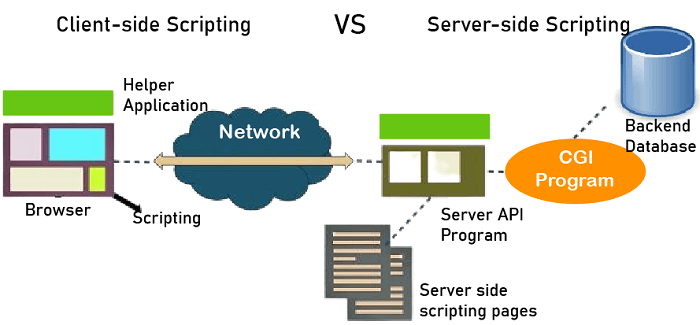 Client-side Scripting
VS
Server-side Scripting
Helper
Application
Network
Backend
Database
CGI
Program
Browser
Scripting
Server API
Program
Server side
scripting pages